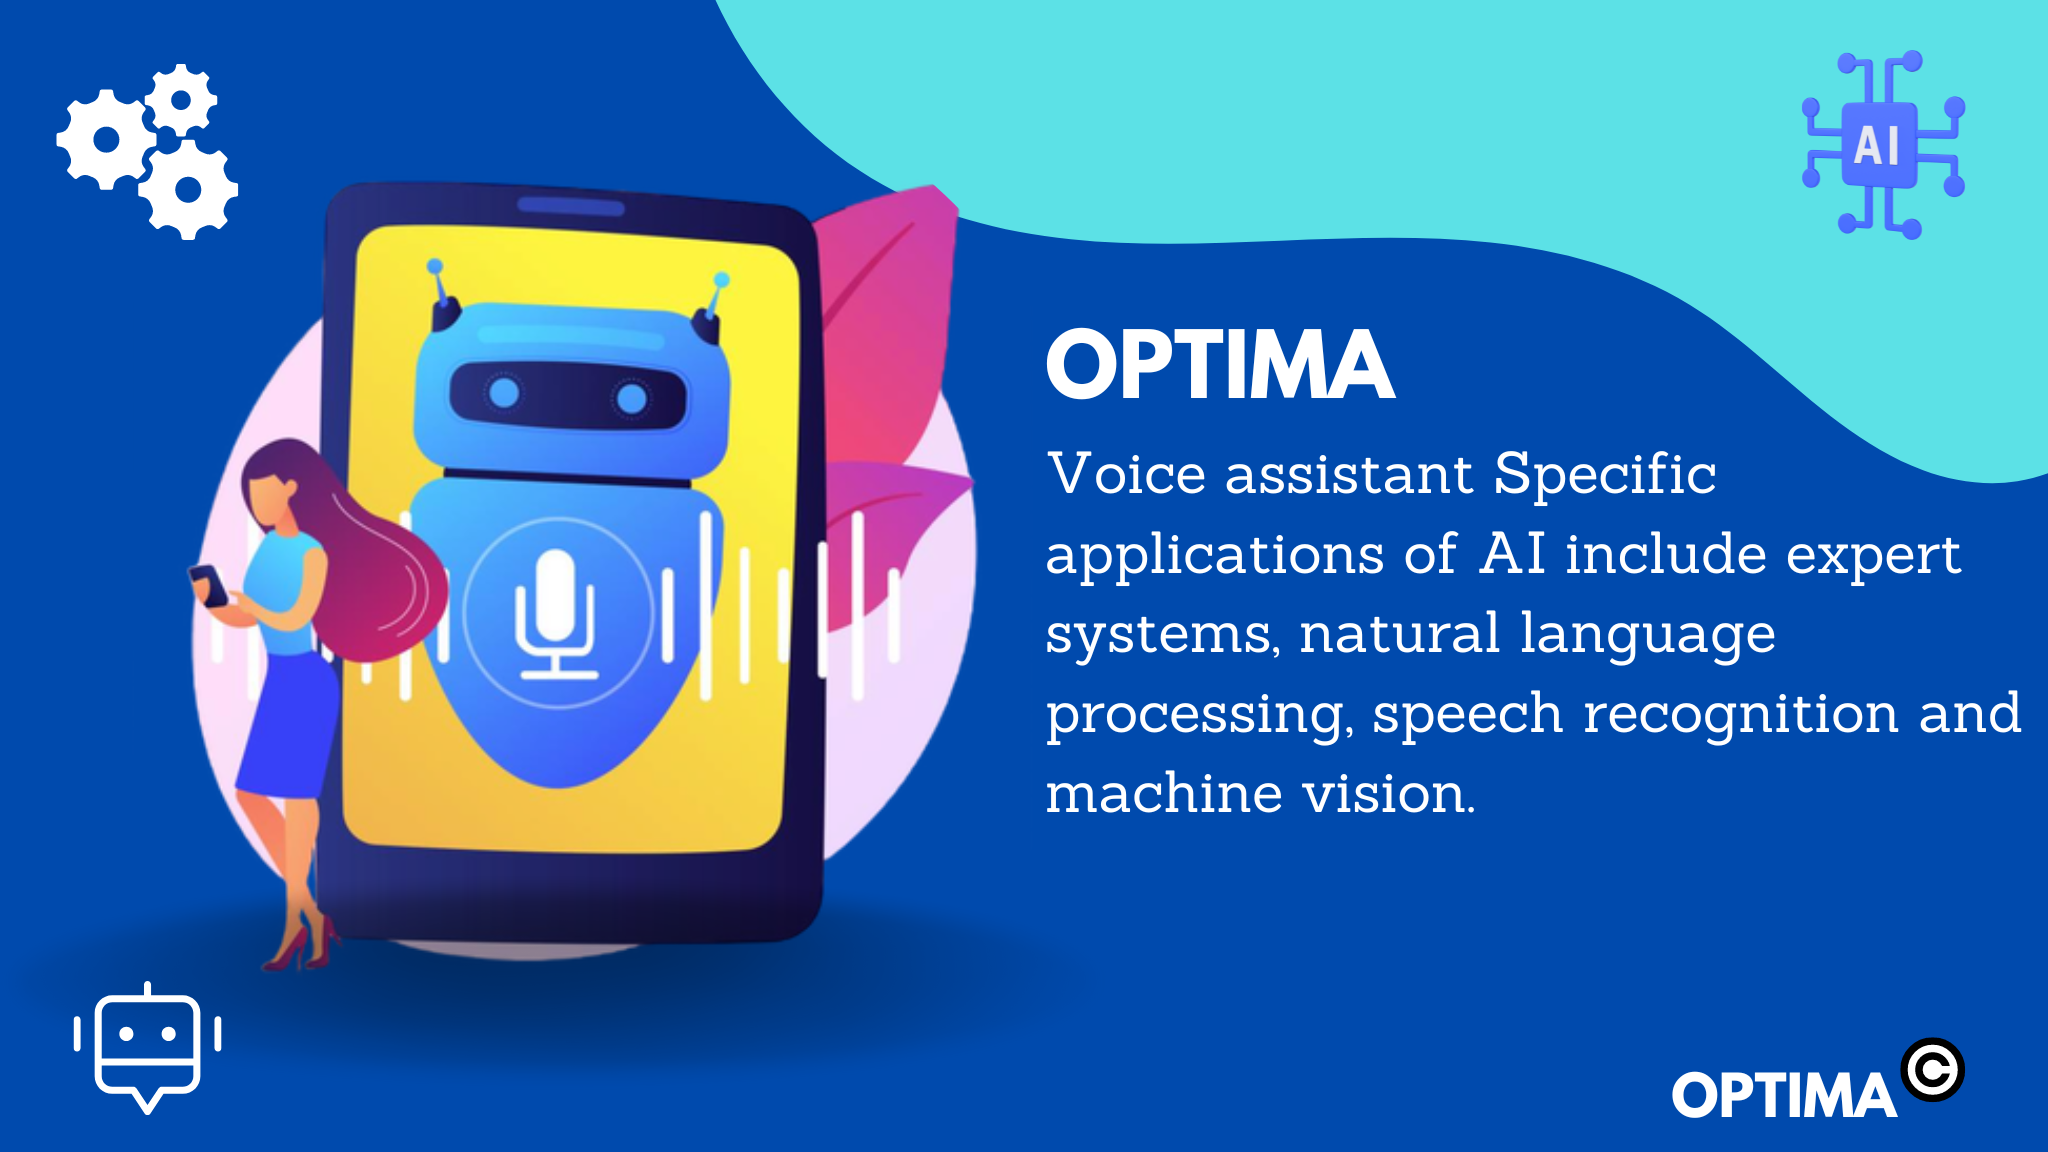 AI
OPTIMA
Voice assistant Specific
applications of AI include expert
systems, natural language
processing, speech recognition and
machine vision.
OPTIMA ©